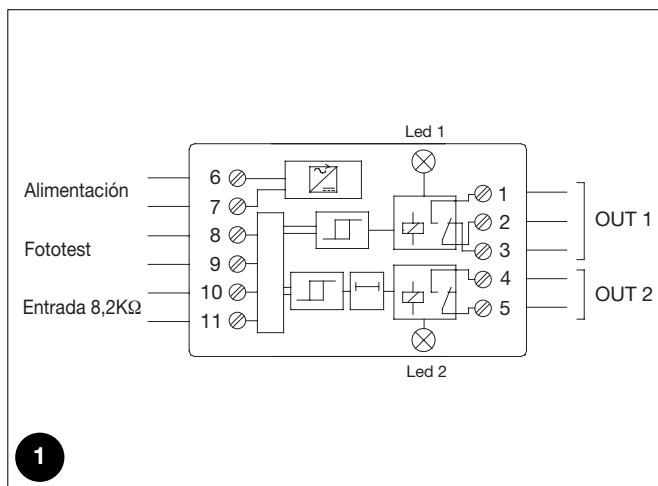 Led 1
Alimentación
6
7
Fototest
8
9
Entrada 8,2KΩ
10
11
1
2
3
OUT 1
4
5
OUT 2
Led 2
1